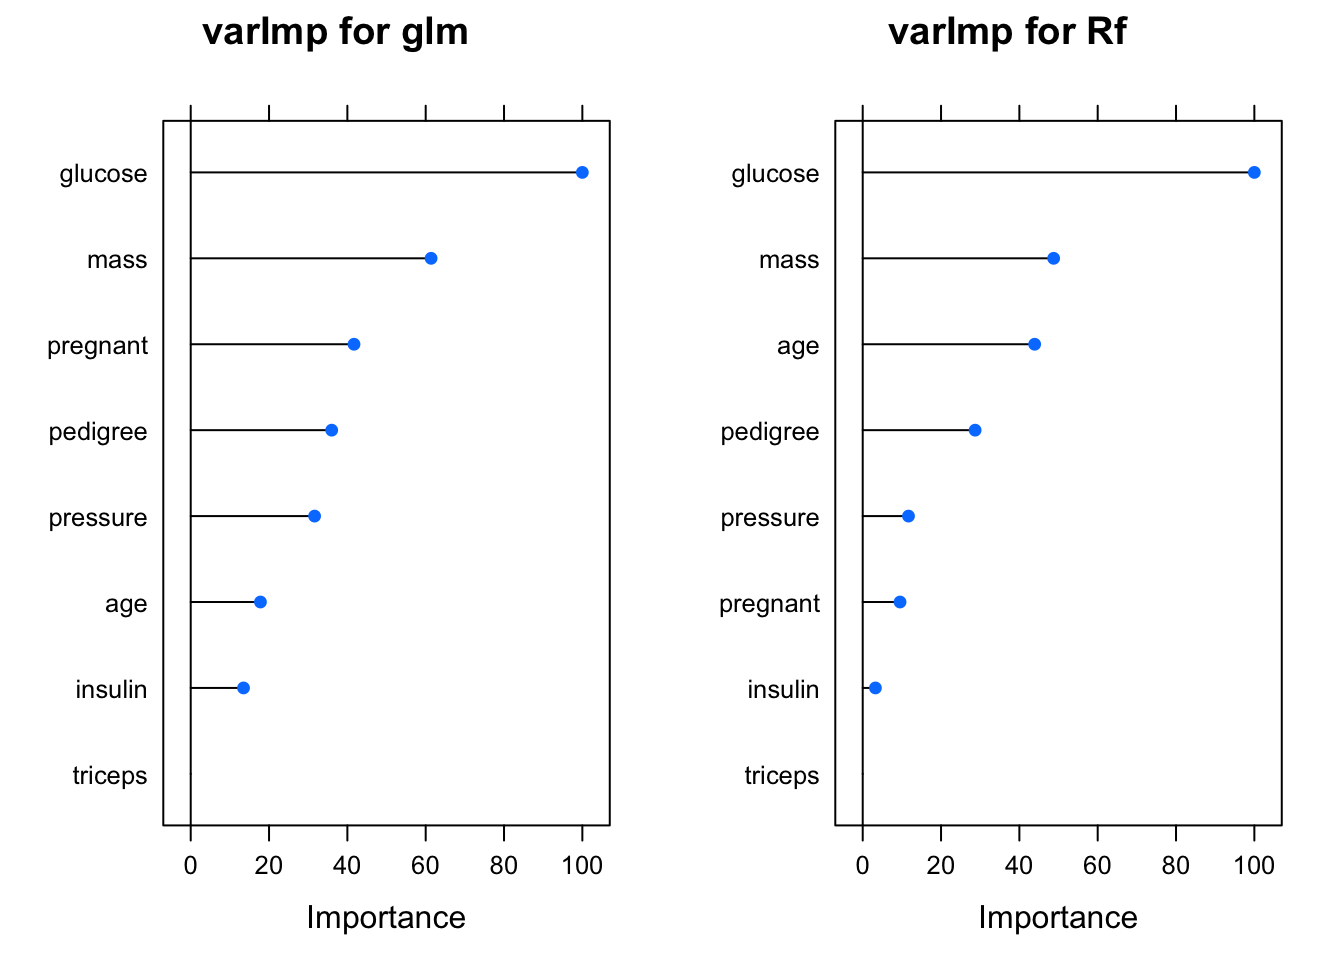 varImp for glm
glucose
mass
pregnant
pedigree
pressure
age
insulin
triceps
0 20 40 60 80 100
Importance
varImp for Rf
glucose
mass
age
pedigree
pressure
pregnant
insulin
triceps
0 20 40 60 80 100
Importance